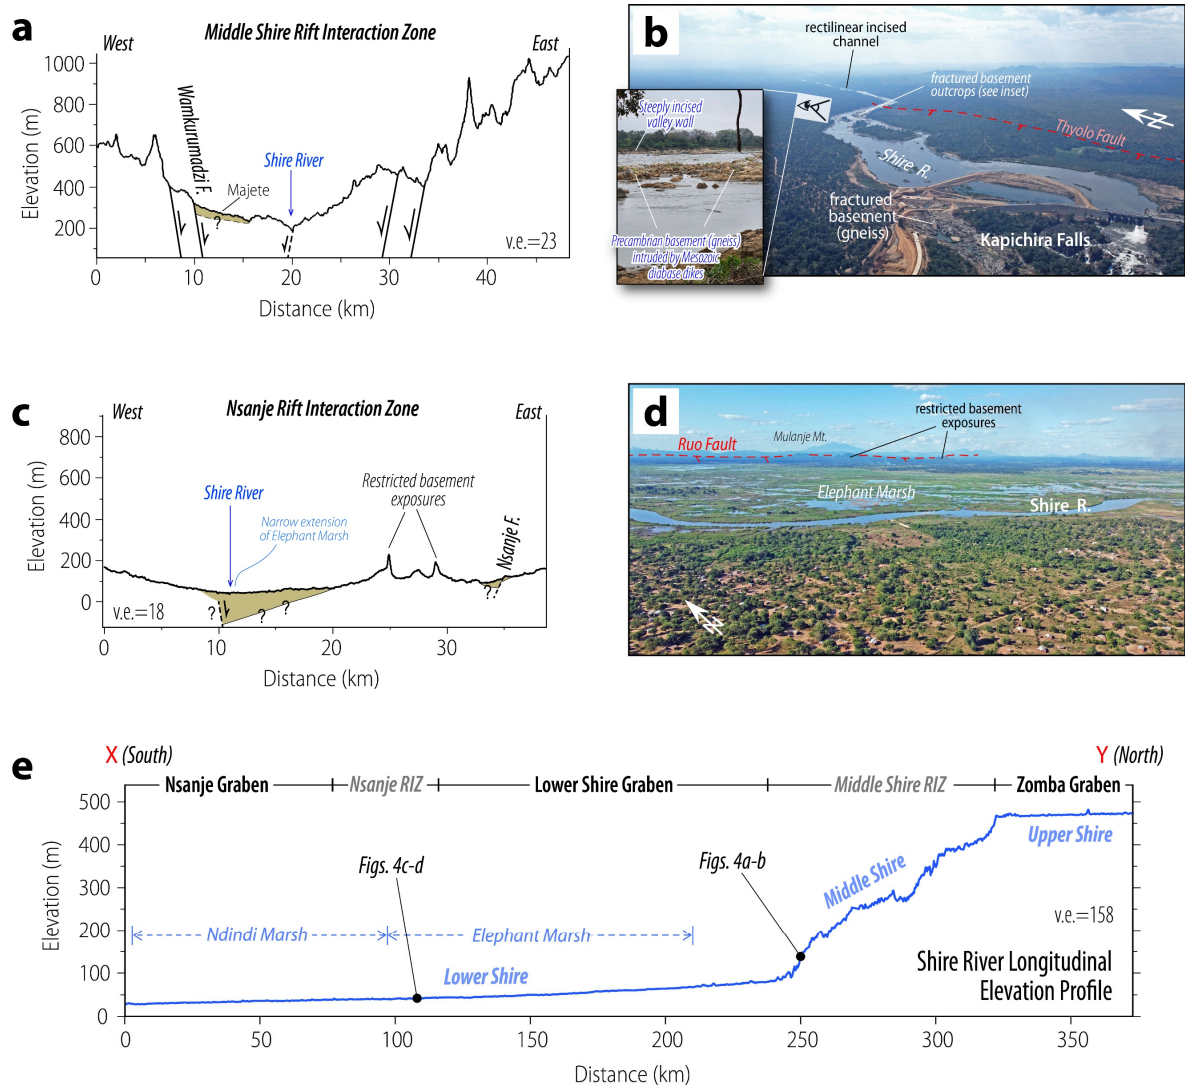 a
Middle Shire Rift Interaction Zone
West
East
1000
800
600
400
200
Elevation (m)
Wamkurumadzi F.
Majete
?
Shire River
v.e.=23
0
10
20
30
40
Distance (km)
b
rectilinear incised
channel
fractured basement
outcrops (see inset)
N
Thyolo Fault
Shire R.
fractured
basement
(gneiss)
Kapichira Falls
Steeply incised
valley wall
Precambrian basement (gneiss)
intruded by Mesozoic
diabase dikes
c
Nsanje Rift Interaction Zone
West
East
800
600
400
200
0
Elevation (m)
Shire River
Narrow extension
of Elephant Marsh
Restricted basement
exposures
Nsanje F.
?
?
?
?
v.e.=18
0
10
20
30
Distance (km)
d
restricted basement
exposures
Ruo Fault
Mulanje Mt.
Elephant Marsh
Shire R.
N
e
X (South)
Y (North)
Nsanje Graben
Nsanje RIZ
Lower Shire Graben
Middle Shire RIZ
Zomba Graben
500
400
300
200
100
0
Elevation (m)
Figs. 4c-d
Figs. 4a-b
Middle Shire
Upper Shire
v.e.=158
Ndindi Marsh
Elephant Marsh
Lower Shire
Shire River Longitudinal
Elevation Profile
0
50
100
150
200
250
300
350
Distance (km)